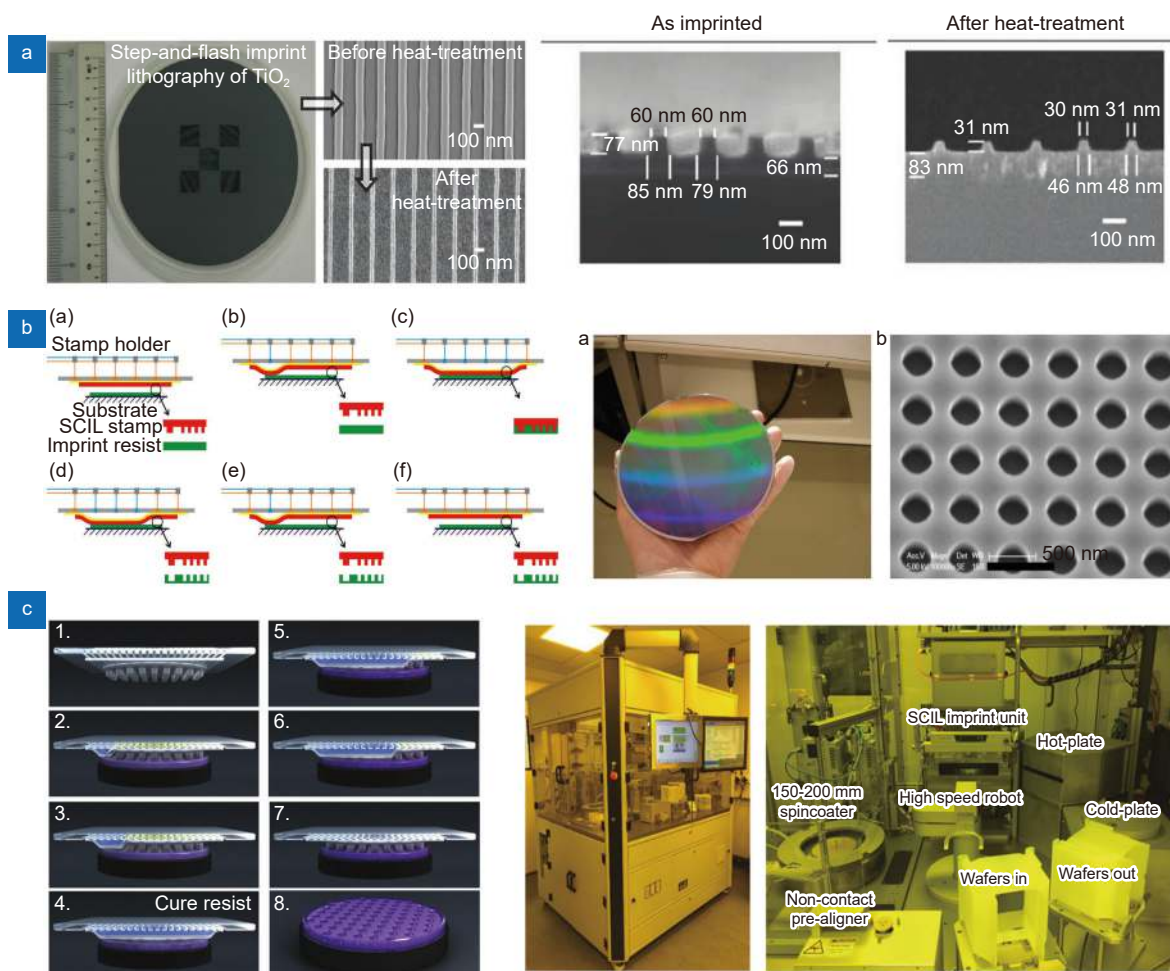 a
Step-and-flash imprint
lithography of TiO₂
Before heat-treatment
100 nm
After
heat-treatment
100 nm
As imprinted
60 nm 60 nm
77 nm
66 nm
85 nm 79 nm
100 nm
After heat-treatment
30 nm 31 nm
31 nm
83 nm
46 nm 48 nm
100 nm
b
(a)
Stamp holder
Substrate
SCIL stamp
Imprint resist
(b)
(c)
(d)
(e)
(f)
a
b
500 nm
c
1.
2.
3.
4.
Cure resist
5.
6.
7.
8.
SCIL imprint unit
Hot-plate
150-200 mm
spincoater
High speed robot
Cold-plate
Wafers in
Wafers out
Non-contact
pre-aligner